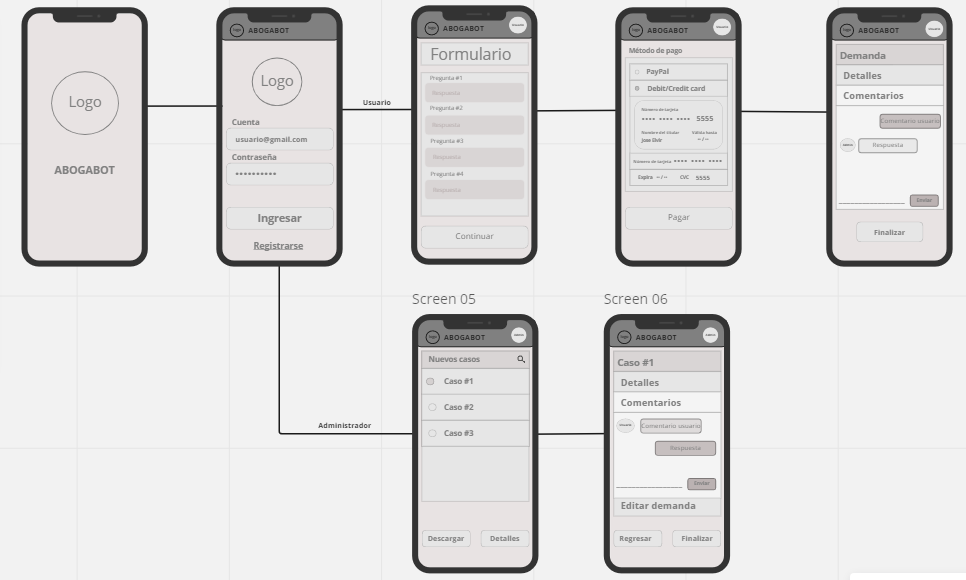 Logo
ABOGABOT
logo
ABOGABOT
Logo
Cuenta
usuario@gmail.com
Contraseña
••••••••••
Ingresar
Registrarse
Usuario
logo
ABOGABOT
Usuario
Formulario
Pregunta #1
Respuesta
Pregunta #2
Respuesta
Pregunta #3
Respuesta
Pregunta #4
Respuesta
Continuar
logo
ABOGABOT
Usuario
Método de pago
PayPal
Debit/Credit card
Número de tarjeta
•••• •••• •••• 5555
Nombre del titular Válida hasta
Jose Dvir --/--
Número de tarjeta •••• •••• •••• ••••
Expira --/-- CVC 5555
Pagar
logo
ABOGABOT
Usuario
Demanda
Detalles
Comentarios
Comentario usuario
Admin
Respuesta
Enviar
Finalizar
Administrador
Screen 05
logo
ABOGABOT
Admin
Nuevos casos
Caso #1
Caso #2
Caso #3
Descargar
Detalles
Screen 06
logo
ABOGABOT
Admin
Caso #1
Detalles
Comentarios
Usuario
Comentario usuario
Respuesta
Enviar
Editar demanda
Regresar
Finalizar